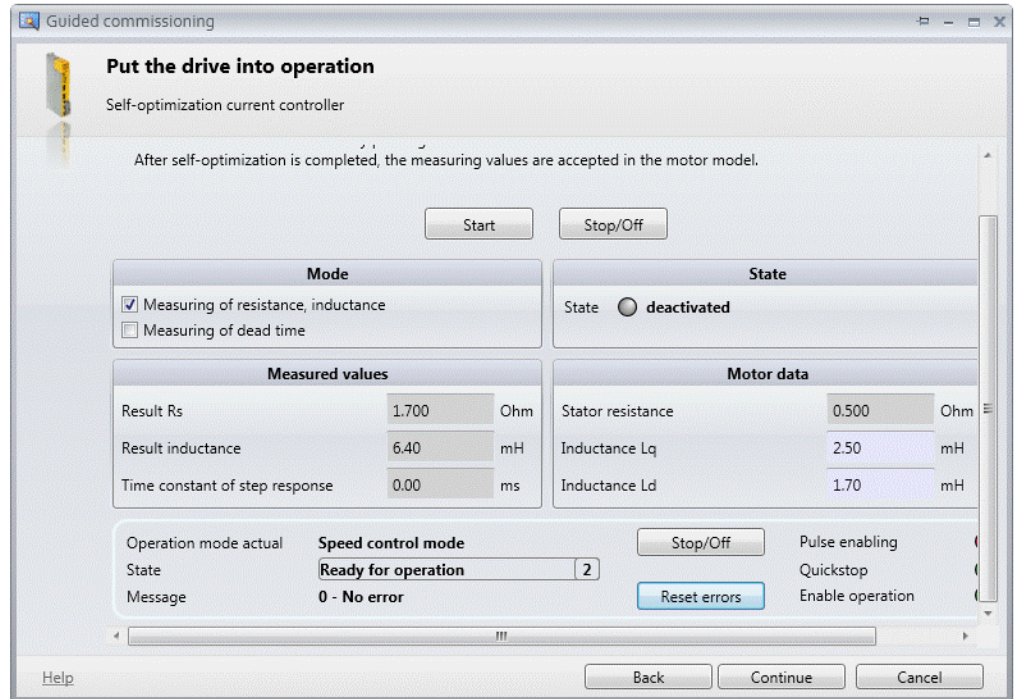 Guided commissioning
Put the drive into operation
Self-optimization current controller
After self-optimization is completed, the measuring values are accepted in the motor model.
Start Stop/Off
Mode State
Measuring of resistance, inductance
State deactivated
Measuring of dead time
Measured values Motor data
Result Rs 1.700 Ohm Stator resistance 0.500 Ohm
Result inductance 6.40 mH Inductance Lq 2.50 mH
Time constant of step response 0.00 ms Inductance Ld 1.70 mH
Operation mode actual Speed control mode Stop/Off Pulse enabling
State Ready for operation 2 Quickstop
Message 0 - No error Reset errors Enable operation
Help Back Continue Cancel